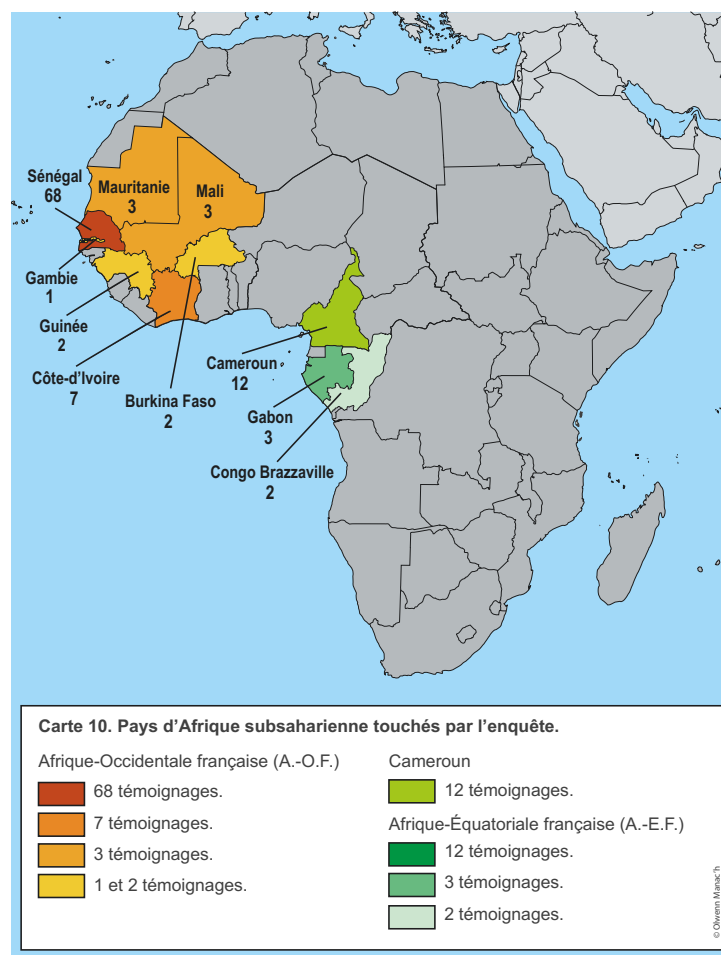 Sénégal
68
Mauritanie
3
Mali
3
Gambie
1
Guinée
2
Côte-d’Ivoire
7
Burkina Faso
2
Cameroun
12
Gabon
3
Congo Brazzaville
2
Carte 10. Pays d’Afrique subsaharienne touchés par l’enquête.
Afrique-Occidentale française (A.-O.F.)
68 témoignages.
7 témoignages.
3 témoignages.
1 et 2 témoignages.
Cameroun
12 témoignages.
Afrique-Équatoriale française (A.-E.F.)
12 témoignages.
3 témoignages.
2 témoignages.
© Olwenn Manac’h